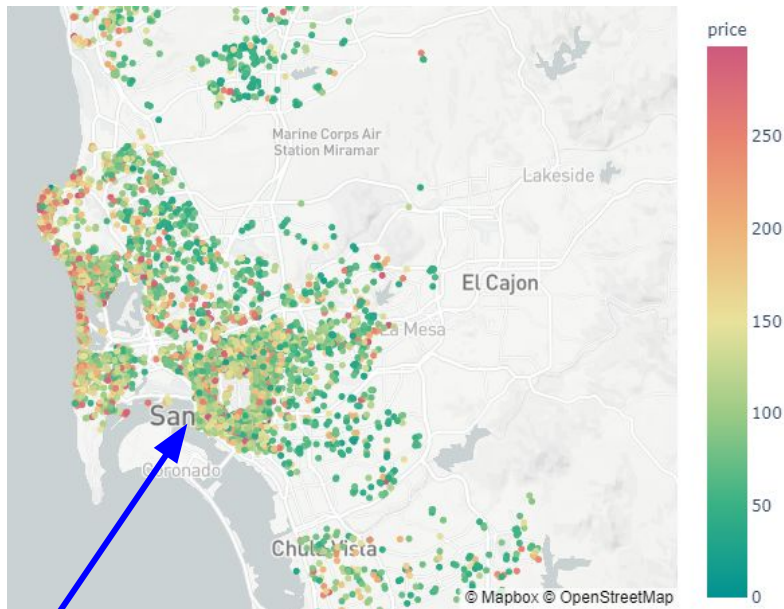 price
Marine Corps Air
Station Miramar
Lakeside
250
200
El Cajon
150
La Mesa
San
100
Coronado
50
Chula Vista
0
© Mapbox © OpenStreetMap